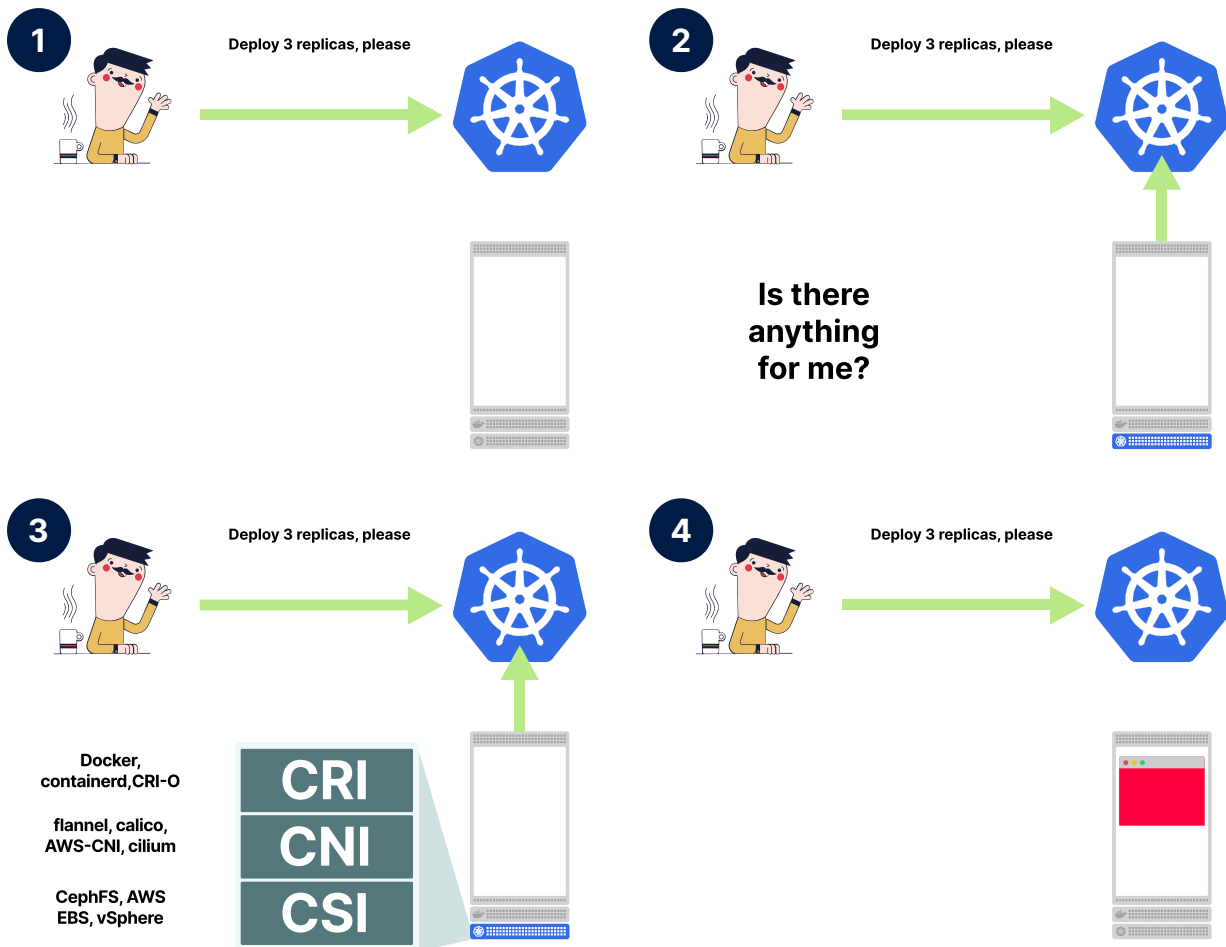 1
Deploy 3 replicas, please
2
Deploy 3 replicas, please
Is there
anything
for me?
3
Deploy 3 replicas, please
Docker,
containerd,CRI-O
flannel, calico,
AWS-CNI, cilium
CephFS, AWS
EBS, vSphere
CRI
CNI
CSI
4
Deploy 3 replicas, please